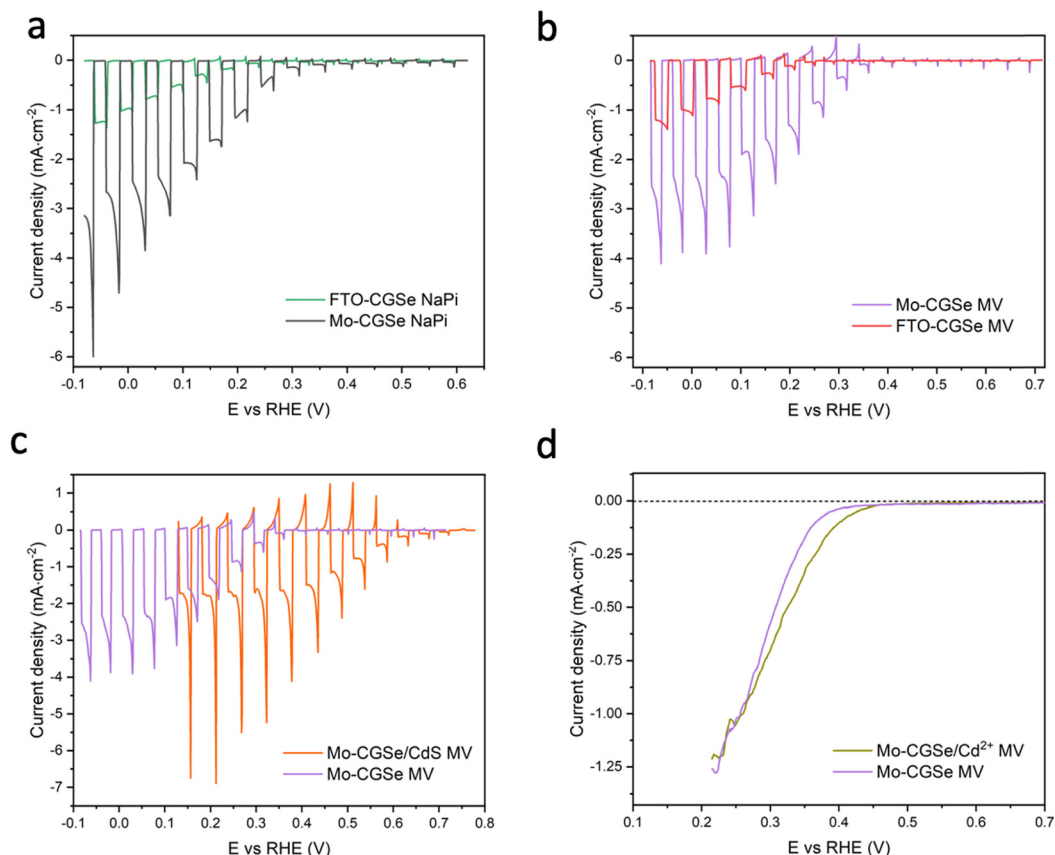 a
0
-1
-2
-3
-4
-5
-6
Current density (mA·cm⁻²)
FTO-CGSe NaPi
Mo-CGSe NaPi
-0.1 0.0 0.1 0.2 0.3 0.4 0.5 0.6
E vs RHE (V)
b
0
-1
-2
-3
-4
-5
-6
Current density (mA·cm⁻²)
Mo-CGSe MV
FTO-CGSe MV
-0.1 0.0 0.1 0.2 0.3 0.4 0.5 0.6 0.7
E vs RHE (V)
c
1
0
-1
-2
-3
-4
-5
-6
-7
Current density (mA·cm⁻²)
Mo-CGSe/CdS MV
Mo-CGSe MV
-0.1 0.0 0.1 0.2 0.3 0.4 0.5 0.6 0.7 0.8
E vs RHE (V)
d
0.00
-0.25
-0.50
-0.75
-1.00
-1.25
Current density (mA·cm⁻²)
Mo-CGSe/Cd²⁺ MV
Mo-CGSe MV
0.1 0.2 0.3 0.4 0.5 0.6 0.7
E vs RHE (V)